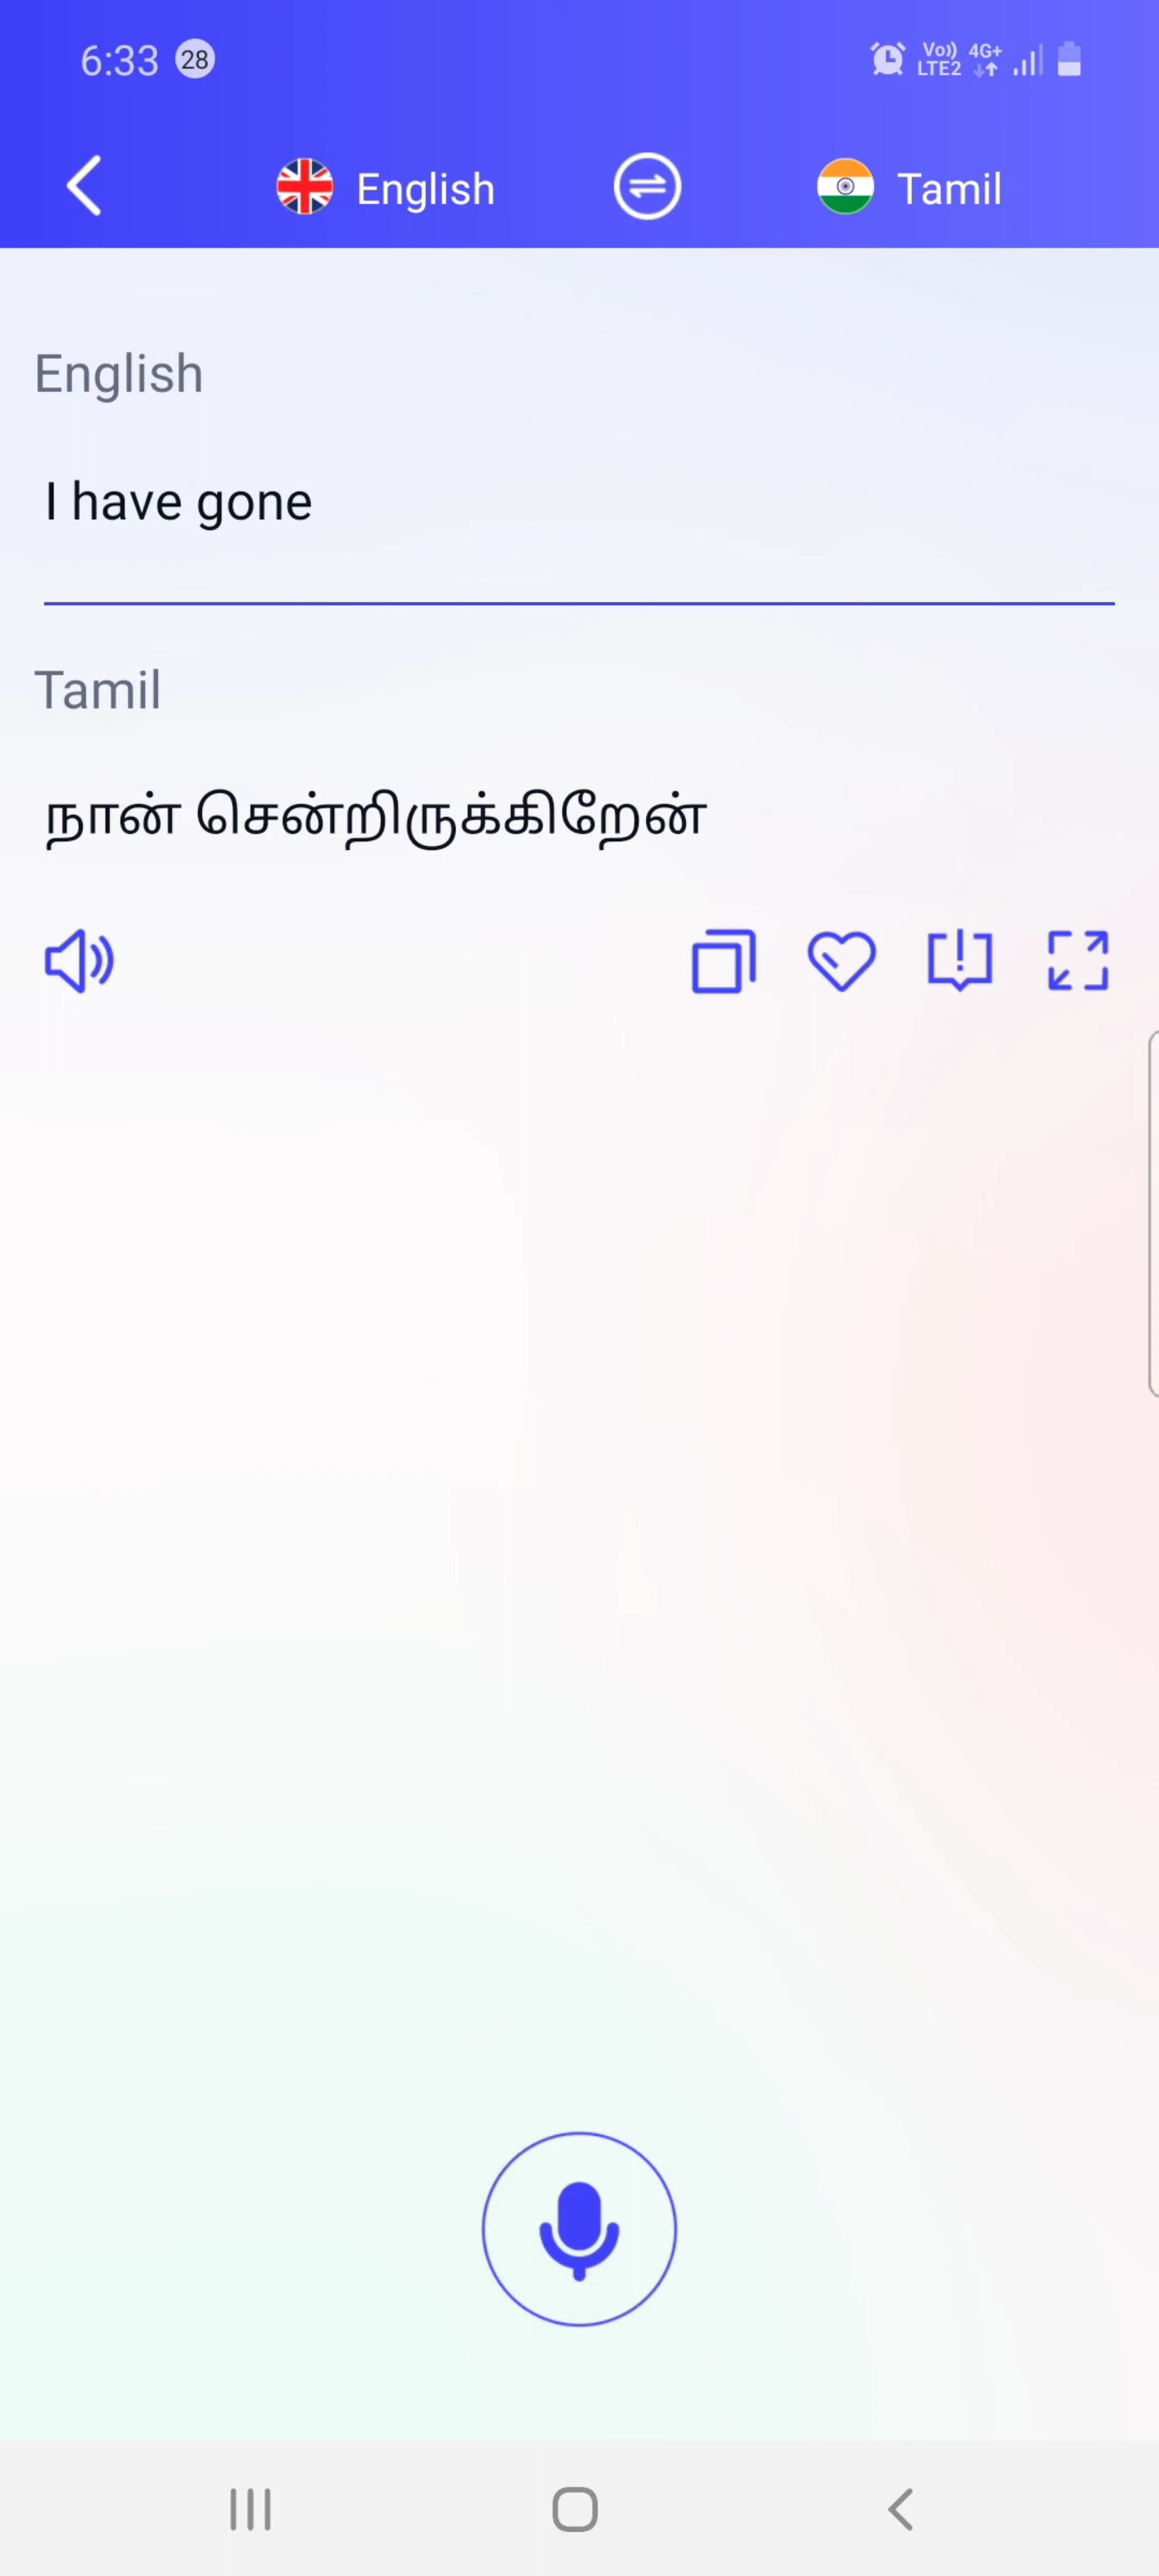 6:33 28 Vo)) LTE2 4G+
English Tamil
English
I have gone
Tamil
நான் சென்றிருக்கிறேன்